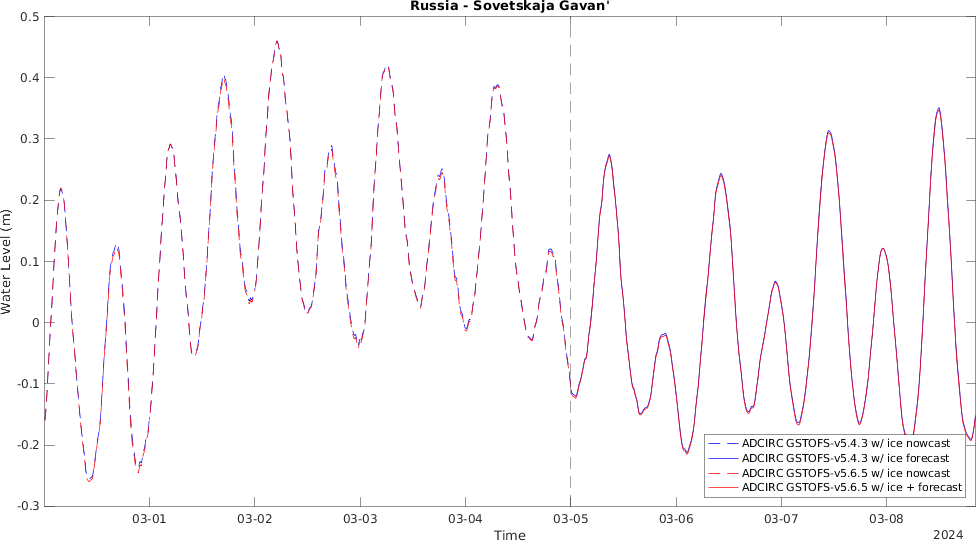 Russia - Sovetskaja Gavan'
Water Level (m)
0.5
0.4
0.3
0.2
0.1
0
-0.1
-0.2
-0.3
03-01
03-02
03-03
03-04
03-05
03-06
03-07
03-08
Time
2024
ADCIRC GSTOFS-v5.4.3 w/ ice nowcast
ADCIRC GSTOFS-v5.4.3 w/ ice forecast
ADCIRC GSTOFS-v5.6.5 w/ ice nowcast
ADCIRC GSTOFS-v5.6.5 w/ ice + forecast